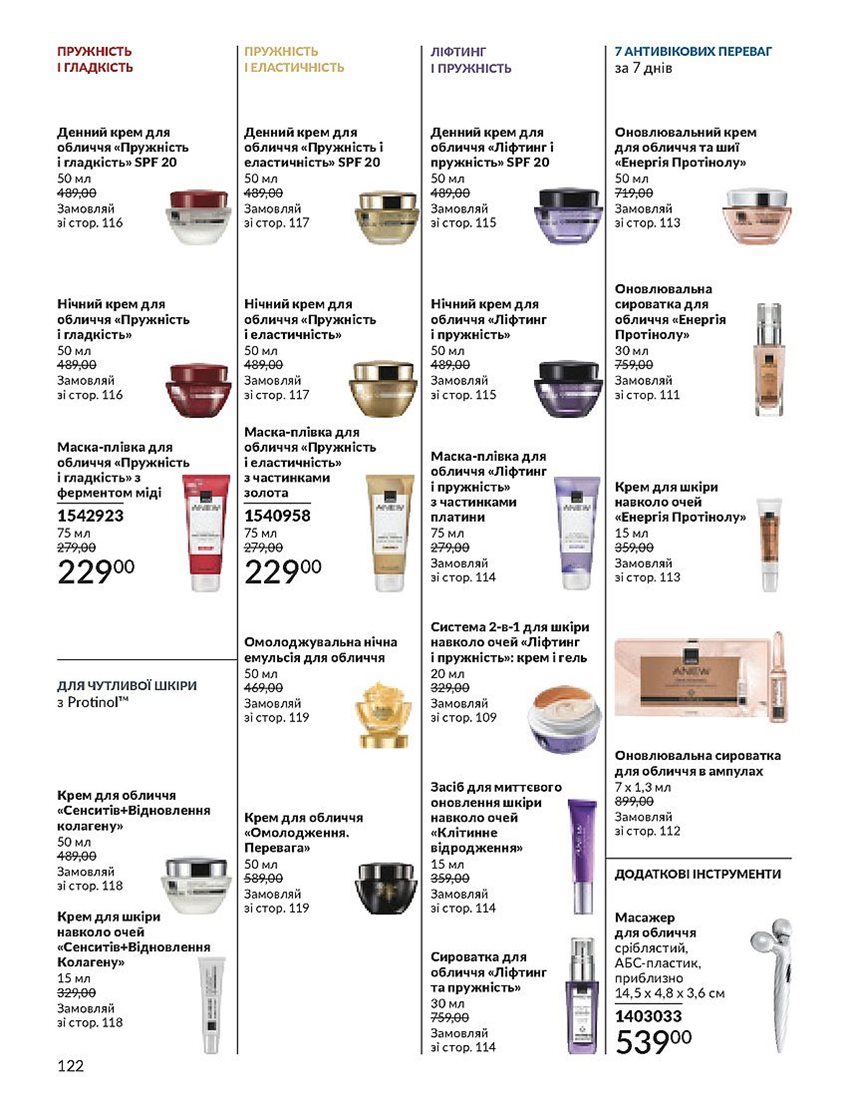 ПРУЖНІСТЬ
І ГЛАДКІСТЬ
Денний крем для
обличчя «Пружність
і гладкість» SPF 20
50 мл
489,00
Замовляй
зі стор. 116
Нічний крем для
обличчя «Пружність
і гладкість»
50 мл
489,00
Замовляй
зі стор. 116
Маска-плівка для
обличчя «Пружність
і гладкість» з
ферментом міді
1542923
75 мл
279,00
229⁰⁰
ANEW
ДЛЯ ЧУТЛИВОЇ ШКІРИ
з Protinol™
Крем для обличчя
«Сенситів+Відновлення
колагену»
50 мл
489,00
Замовляй
зі стор. 118
Крем для шкіри
навколо очей
«Сенситів+Відновлення
Колагену»
15 мл
329,00
Замовляй
зі стор. 118
ПРУЖНІСТЬ
І ЕЛАСТИЧНІСТЬ
Денний крем для
обличчя «Пружність і
еластичність» SPF 20
50 мл
489,00
Замовляй
зі стор. 117
Нічний крем для
обличчя «Пружність
і еластичність»
50 мл
489,00
Замовляй
зі стор. 117
Маска-плівка для
обличчя «Пружність
і еластичність»
з частинками
золота
1540958
75 мл
279,00
229⁰⁰
ANEW
Омолоджувальна нічна
емульсія для обличчя
50 мл
469,00
Замовляй
зі стор. 119
Крем для обличчя
«Омолодження.
Перевага»
50 мл
589,00
Замовляй
зі стор. 119
ЛІФТИНГ
І ПРУЖНІСТЬ
Денний крем для
обличчя «Ліфтинг і
пружність» SPF 20
50 мл
489,00
Замовляй
зі стор. 115
Нічний крем для
обличчя «Ліфтинг
і пружність»
50 мл
489,00
Замовляй
зі стор. 115
Маска-плівка для
обличчя «Ліфтинг
і пружність»
з частинками
платини
75 мл
279,00
Замовляй
зі стор. 114
ANEW
Система 2-в-1 для шкіри
навколо очей «Ліфтинг
і пружність»: крем і гель
20 мл
329,00
Замовляй
зі стор. 109
Засіб для миттєвого
оновлення шкіри
навколо очей
«Клітинне
відродження»
15 мл
359,00
Замовляй
зі стор. 114
ANEW
Сироватка для
обличчя «Ліфтинг
та пружність»
30 мл
759,00
Замовляй
зі стор. 114
7 АНТИВІКОВИХ ПЕРЕВАГ
за 7 днів
Оновлювальний крем
для обличчя та шиї
«Енергія Протінолу»
50 мл
719,00
Замовляй
зі стор. 113
Оновлювальна
сироватка для
обличчя «Енергія
Протінолу»
30 мл
759,00
Замовляй
зі стор. 111
Крем для шкіри
навколо очей
«Енергія Протінолу»
15 мл
359,00
Замовляй
зі стор. 113
ANEW
ANEW
Оновлювальна сироватка
для обличчя в ампулах
7 x 1,3 мл
899,00
Замовляй
зі стор. 112
ДОДАТКОВІ ІНСТРУМЕНТИ
Масажер
для обличчя
сріблястий,
АБС-пластик,
приблизно
14,5 x 4,8 x 3,6 см
1403033
539⁰⁰
122